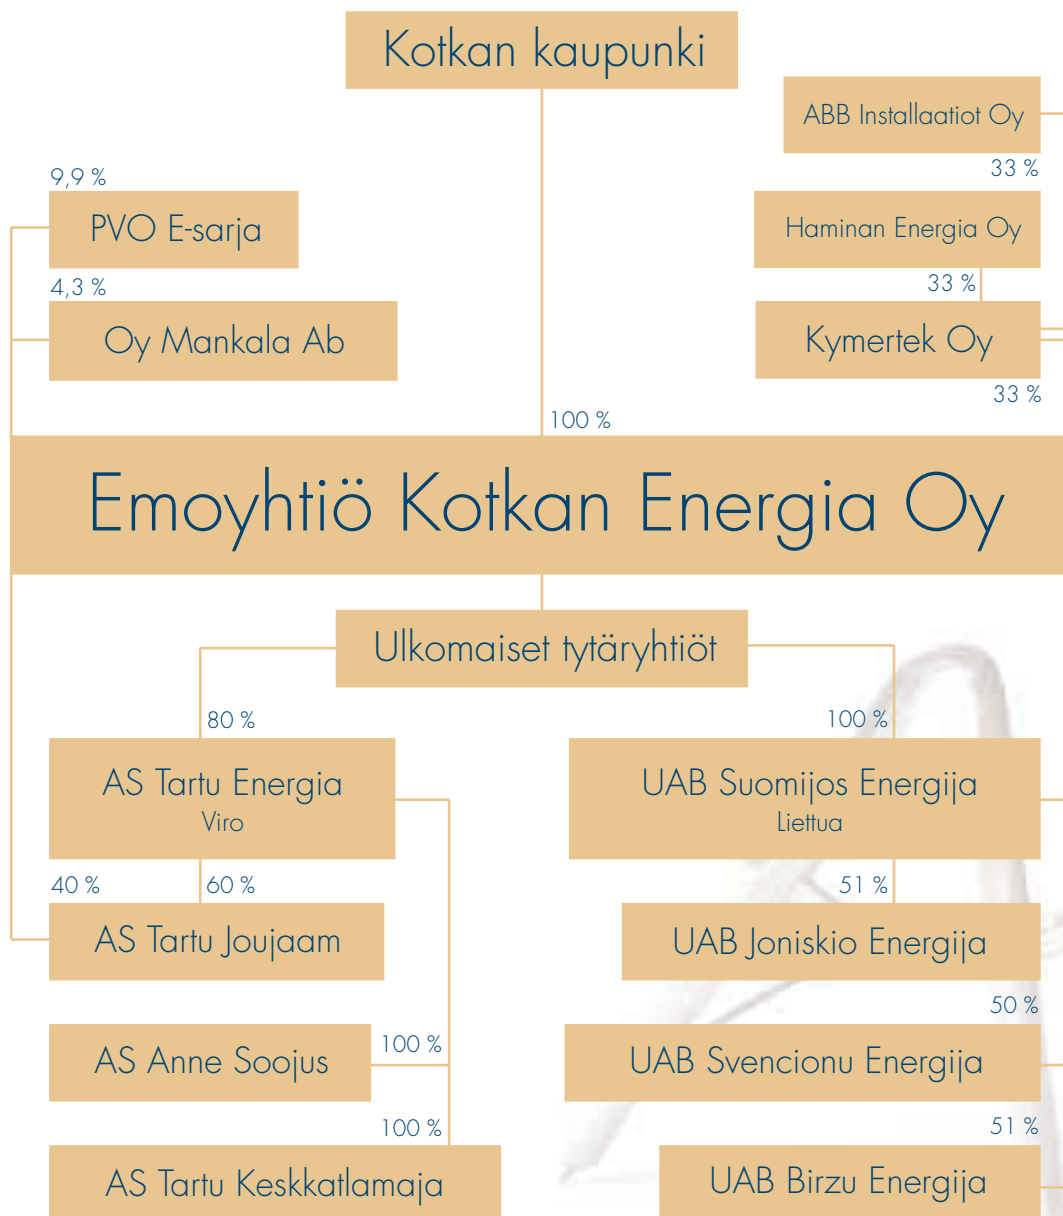 Kotkan kaupunki
ABB Installaatiot Oy
33 %
9,9 %
PVO E-sarja
Haminan Energia Oy
4,3 %
33 %
Oy Mankala Ab
Kymertek Oy
33 %
100 %
Emoyhtiö Kotkan Energia Oy
Ulkomaiset tytäryhtiöt
80 %
100 %
AS Tartu Energia
Viro
UAB Suomijos Energija
Liettua
40 %
60 %
51 %
AS Tartu Joujaam
UAB Joniskio Energija
50 %
AS Anne Soojus
100 %
UAB Svencionu Energija
100 %
51 %
AS Tartu Keskkatlamaja
UAB Birzu Energija